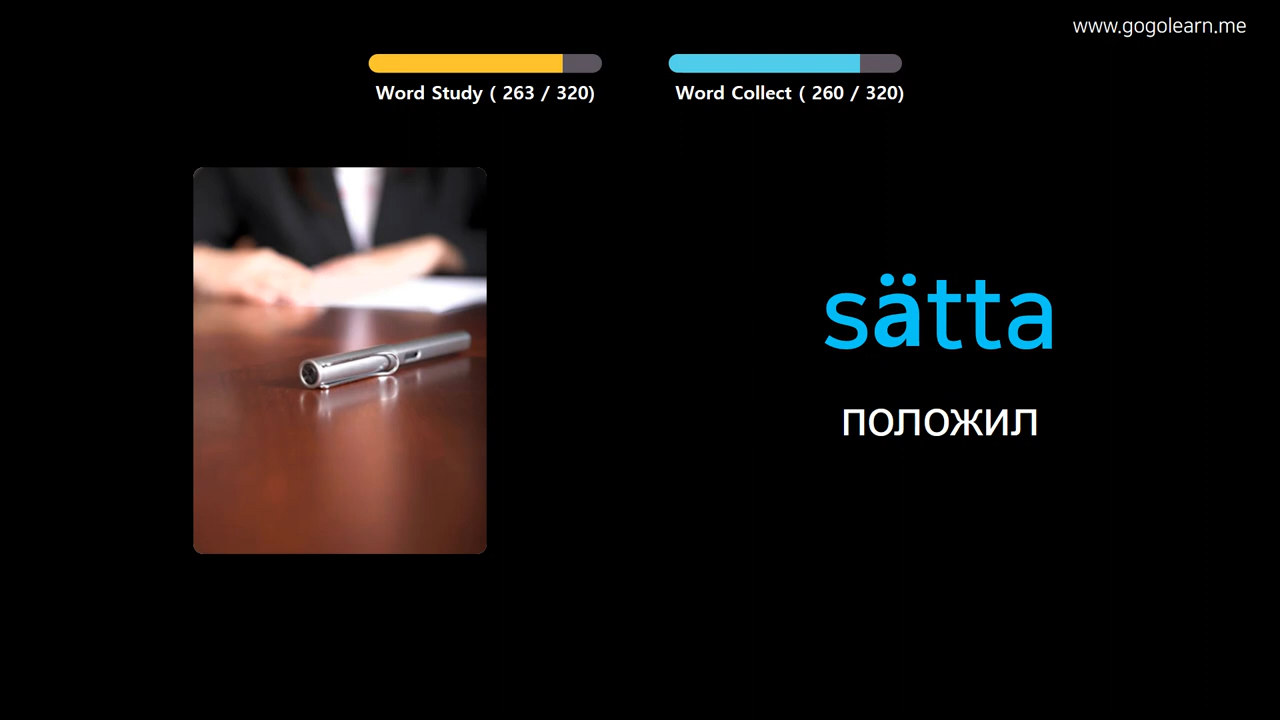 www.gogolearn.me
Word Study ( 263 / 320)
Word Collect ( 260 / 320)
sätta
положил